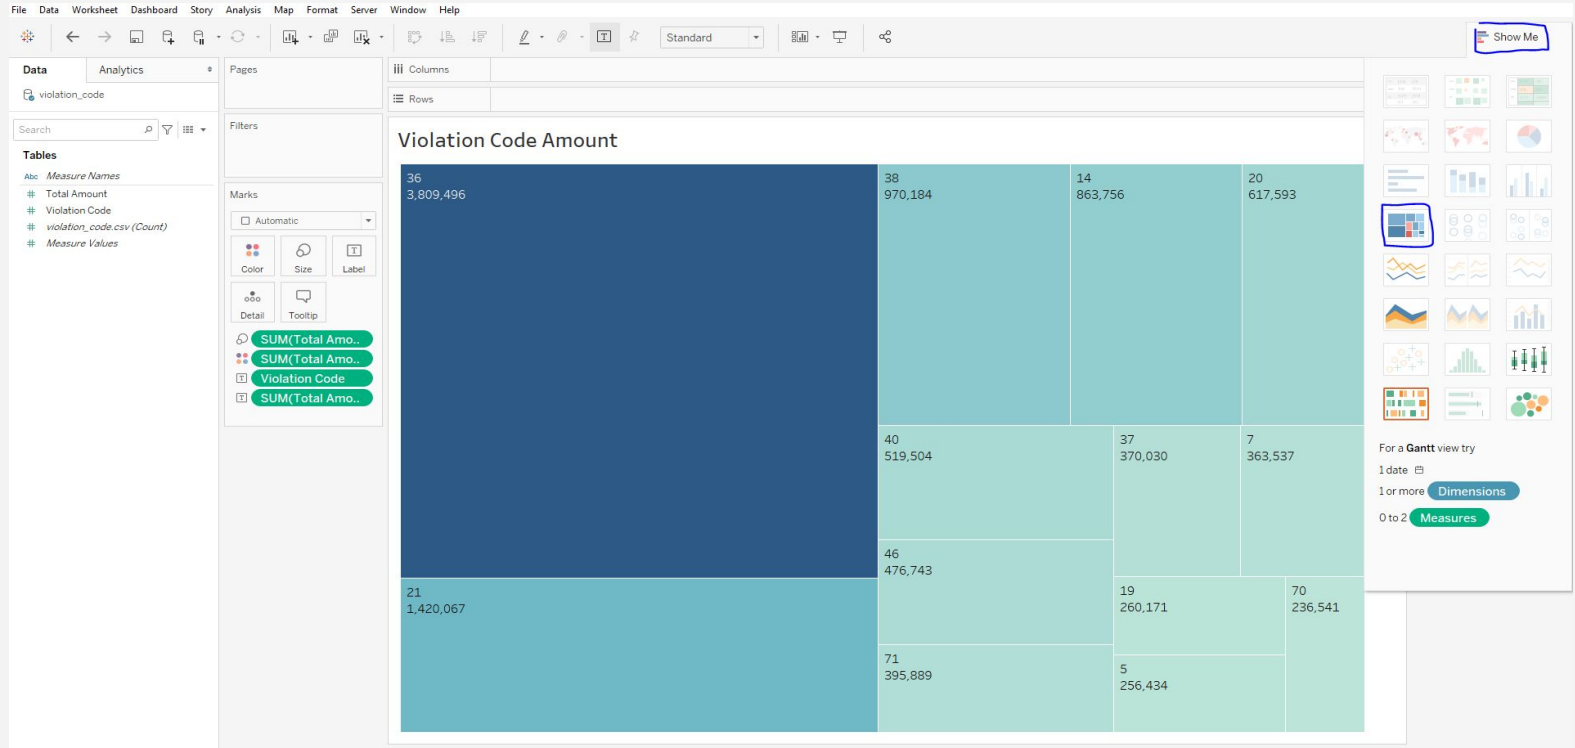 File Data Worksheet Dashboard Story Analysis Map Format Server Window Help
Standard
Show Me
Data Analytics
violation_code
Search
Tables
Abc Measure Names
# Total Amount
# Violation Code
# violation_code.csv (Count)
# Measure Values
Pages
Filters
Marks
Automatic
Color Size Label
Detail Tooltip
SUM(Total Amo..
SUM(Total Amo..
Violation Code
SUM(Total Amo..
Columns
Rows
Violation Code Amount
36
3,809,496
21
1,420,067
38
970,184
14
863,756
20
617,593
40
519,504
46
476,743
71
395,889
37
370,030
7
363,537
19
260,171
5
256,434
70
236,541
For a Gantt view try
1 date
1 or more Dimensions
0 to 2 Measures